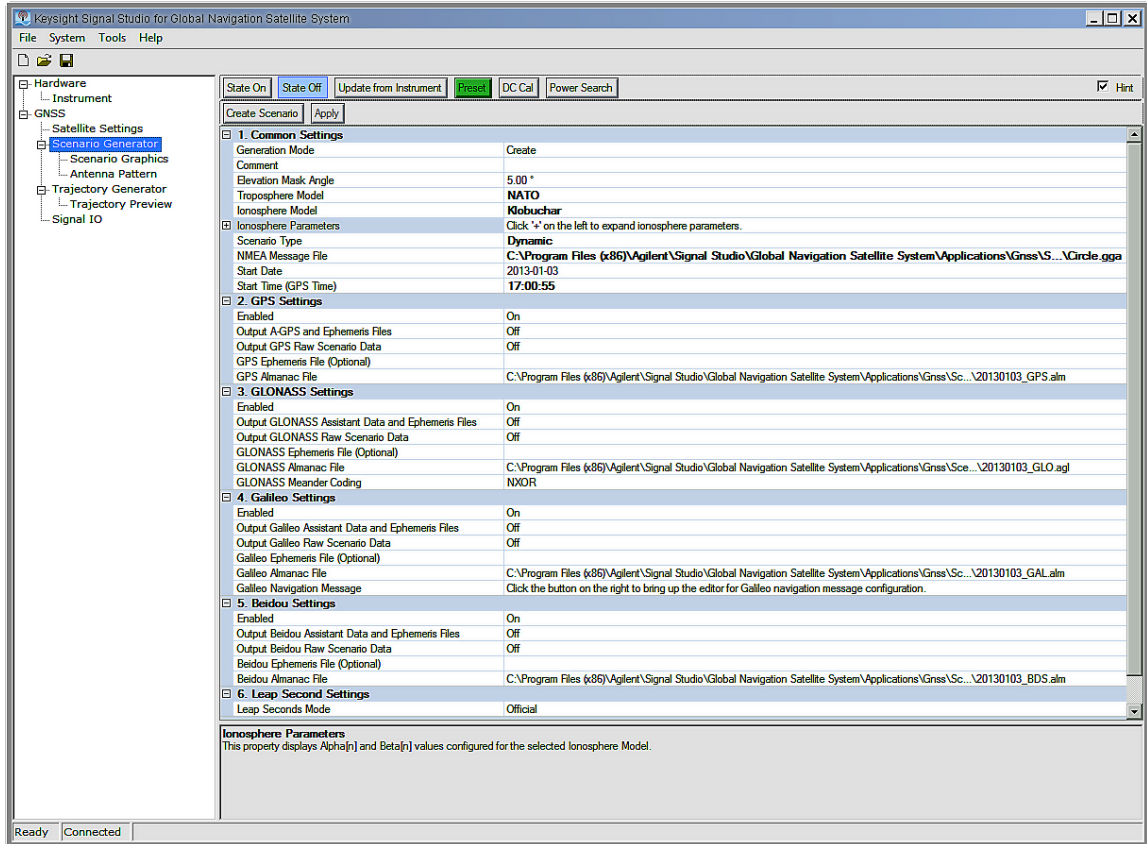 Keysight Signal Studio for Global Navigation Satellite System
File System Tools Help
Hardware
Instrument
GNSS
Satellite Settings
Scenario Generator
Scenario Graphics
Antenna Pattern
Trajectory Generator
Trajectory Preview
Signal IO
State On State Off Update from Instrument Preset DC Cal Power Search Hint
Create Scenario Apply
1. Common Settings
Generation Mode Create
Comment
Elevation Mask Angle 5.00 °
Troposphere Model NATO
Ionosphere Model Klobuchar
Ionosphere Parameters Click '+' on the left to expand ionosphere parameters.
Scenario Type Dynamic
NMEA Message File C:\Program Files (x86)\Agilent\Signal Studio\Global Navigation Satellite System\Applications\Gnss\S...\Circle.gga
Start Date 2013-01-03
Start Time (GPS Time) 17:00:55
2. GPS Settings
Enabled On
Output A-GPS and Ephemeris Files Off
Output GPS Raw Scenario Data Off
GPS Ephemeris File (Optional)
GPS Almanac File C:\Program Files (x86)\Agilent\Signal Studio\Global Navigation Satellite System\Applications\Gnss\Sc...\20130103_GPS.alm
3. GLONASS Settings
Enabled On
Output GLONASS Assistant Data and Ephemeris Files Off
Output GLONASS Raw Scenario Data Off
GLONASS Ephemeris File (Optional)
GLONASS Almanac File C:\Program Files (x86)\Agilent\Signal Studio\Global Navigation Satellite System\Applications\Gnss\Sce...\20130103_GLO.agl
GLONASS Meander Coding NXOR
4. Galileo Settings
Enabled On
Output Galileo Assistant Data and Ephemeris Files Off
Output Galileo Raw Scenario Data Off
Galileo Ephemeris File (Optional)
Galileo Almanac File C:\Program Files (x86)\Agilent\Signal Studio\Global Navigation Satellite System\Applications\Gnss\Sc...\20130103_GAL.alm
Galileo Navigation Message Click the button on the right to bring up the editor for Galileo navigation message configuration.
5. Beidou Settings
Enabled On
Output Beidou Assistant Data and Ephemeris Files Off
Output Beidou Raw Scenario Data Off
Beidou Ephemeris File (Optional)
Beidou Almanac File C:\Program Files (x86)\Agilent\Signal Studio\Global Navigation Satellite System\Applications\Gnss\Sc...\20130103_BDS.alm
6. Leap Second Settings
Leap Seconds Mode Official
Ionosphere Parameters
This property displays Alpha[n] and Beta[n] values configured for the selected Ionosphere Model.
Ready Connected